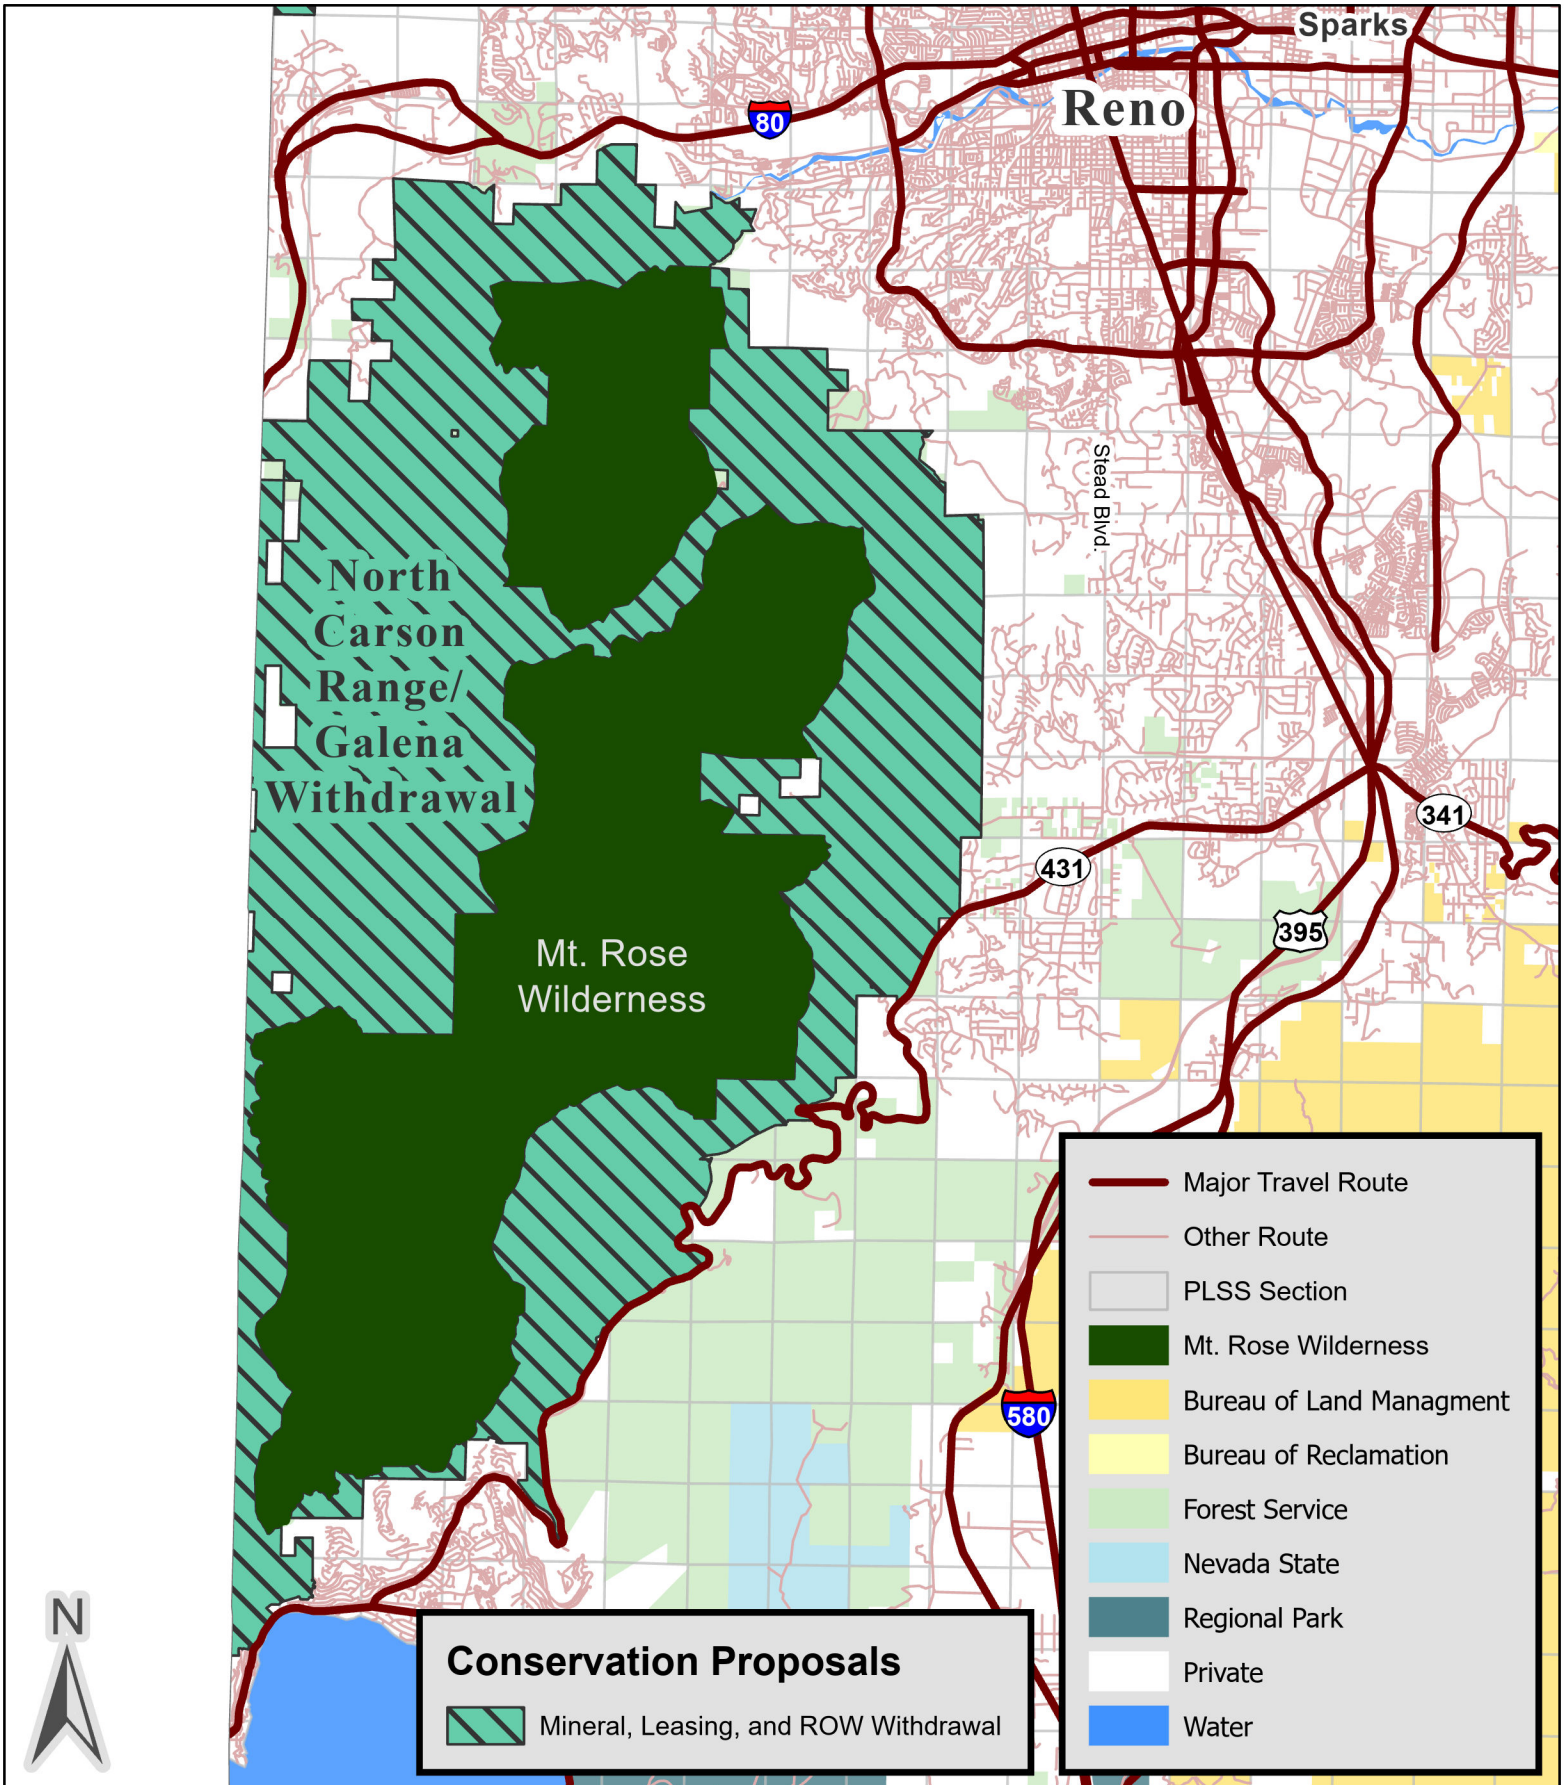 Sparks
Reno
80
Stead Blvd.
North
Carson
Range/
Galena
Withdrawal
341
431
395
Mt. Rose
Wilderness
580
Major Travel Route
Other Route
PLSS Section
Mt. Rose Wilderness
Bureau of Land Managment
Bureau of Reclamation
Forest Service
Nevada State
Regional Park
Private
Water
N
Conservation Proposals
Mineral, Leasing, and ROW Withdrawal